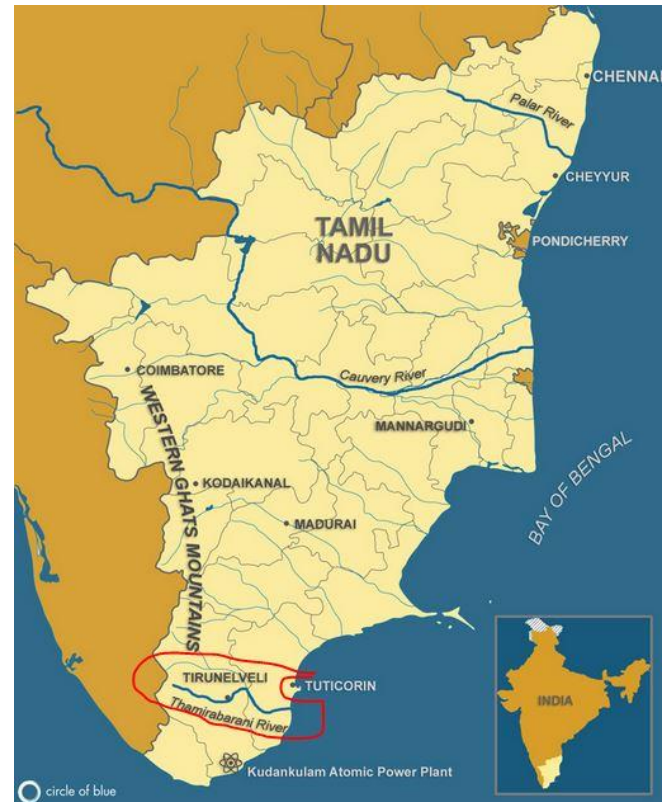 CHENNAI
Palar River
CHEYYUR
TAMIL
NADU
PONDICHERRY
COIMBATORE
Cauvery River
MANNARGUDI
WESTERN GHATS MOUNTAINS
KODAIKANAL
MADURAI
BAY OF BENGAL
TIRUNELVELI
TUTICORIN
Thamirabarani River
INDIA
Kudankulam Atomic Power Plant
circle of blue